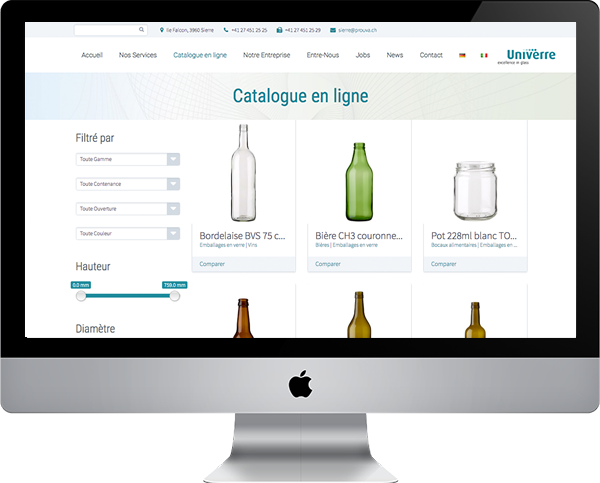 Ile Falcon, 3960 Sierre +41 27 451 25 25 +41 27 451 25 29 sierre@prouva.ch
Accueil Nos Services Catalogue en ligne Notre Entreprise Entre-Nous Jobs News Contact Univerre
excellence in glass
Catalogue en ligne
Filtré par
Toute Gamme
Toute Contenance
Toute Ouverture
Toute Couleur
Bordelaise BVS 75 c... Bière CH3 couronne... Pot 228ml blanc TO...
Emballages en verre | Vins Bières | Emballages en verre Bocaux alimentaires | Emballages en ...
Comparer Comparer Comparer
Hauteur
0.0 mm 759.0 mm
Diamètre